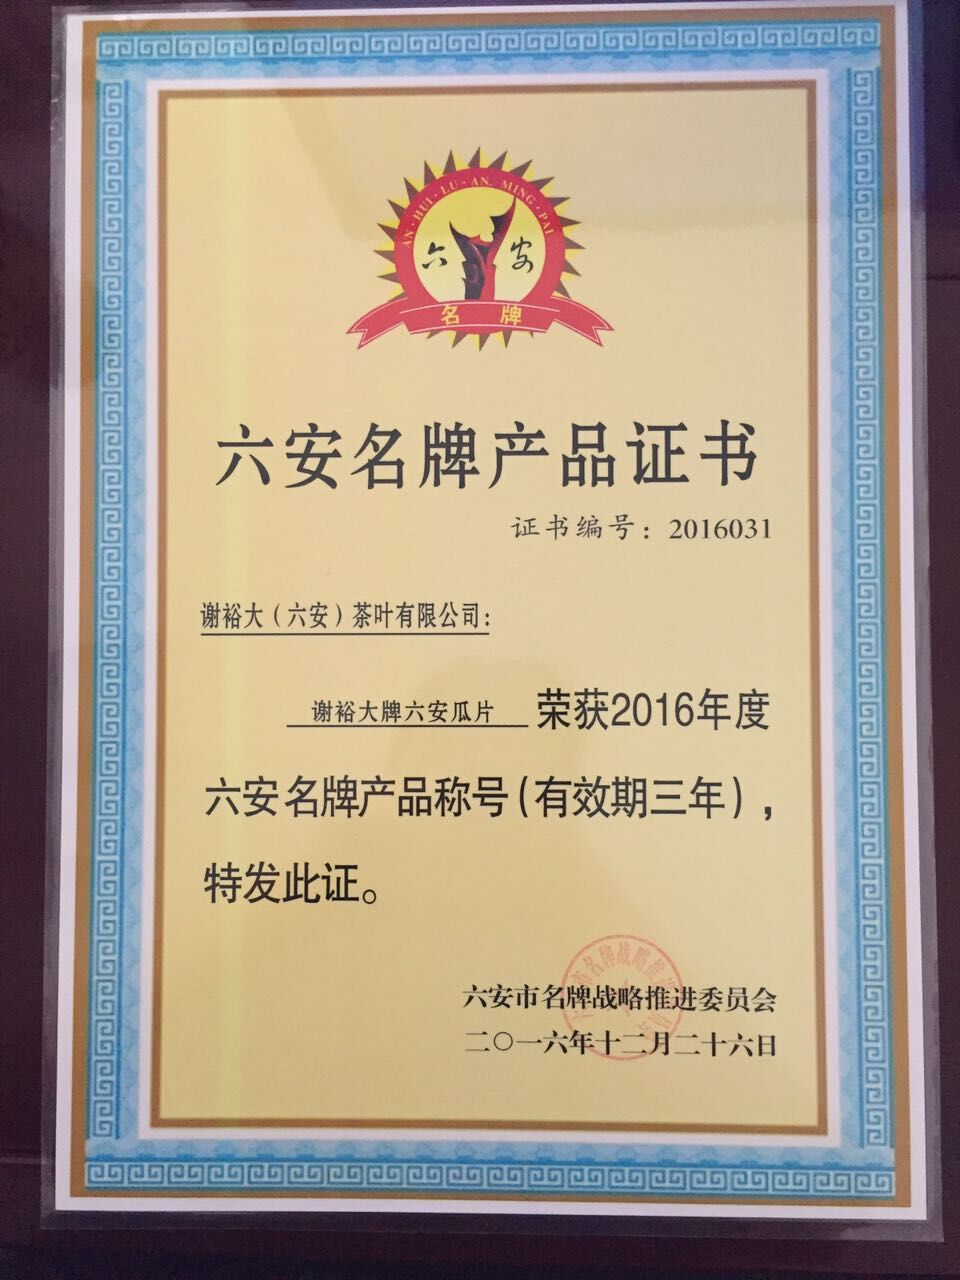 AN·HUI·LU·AN. MING·PAI
六 安
名 牌
六安名牌产品证书
证书编号：2016031
谢裕大（六安）茶叶有限公司：
谢裕大牌六安瓜片 荣获2016年度
六安名牌产品称号（有效期三年），
特发此证。
六安市名牌战略推进委员会
二〇一六年十二月二十六日